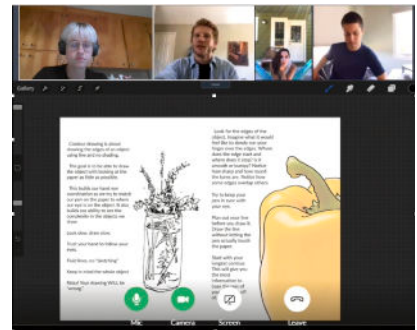 Gallery
Contour drawing is about
drawing the edges of an object
using line and no shading.
This goal is to be able to draw
the object with looking at the
paper as little as possible.
This builds our hand-eye
coordination as we try to match
our pen on the paper to where
our eye is on the object. It also
builds our ability to see the
complexity in the objects we
draw
Look slow, draw slow.
Trust your hand to follow your
eyes.
Fluid lines, no "sketching"
Keep in mind the whole object
Note! Your drawing WILL be
"wrong."
Look for the edges of the
object. Imagine what it would
feel like to slowly run your
finger over the edges. Where
does the edge start and
where does it stop? Is it
smooth or bumpy? Notice
how sharp and how round
the turns are. Notice how
some edges overlap others.
Try to keep your
pen in sync with
your eye.
Plan out your line
before you draw it.
Draw the line
without letting the
pen actually touch
the paper.
Start with your
longest contour.
This will give you
the most
information to
Mic
Camera
Screen
Leave